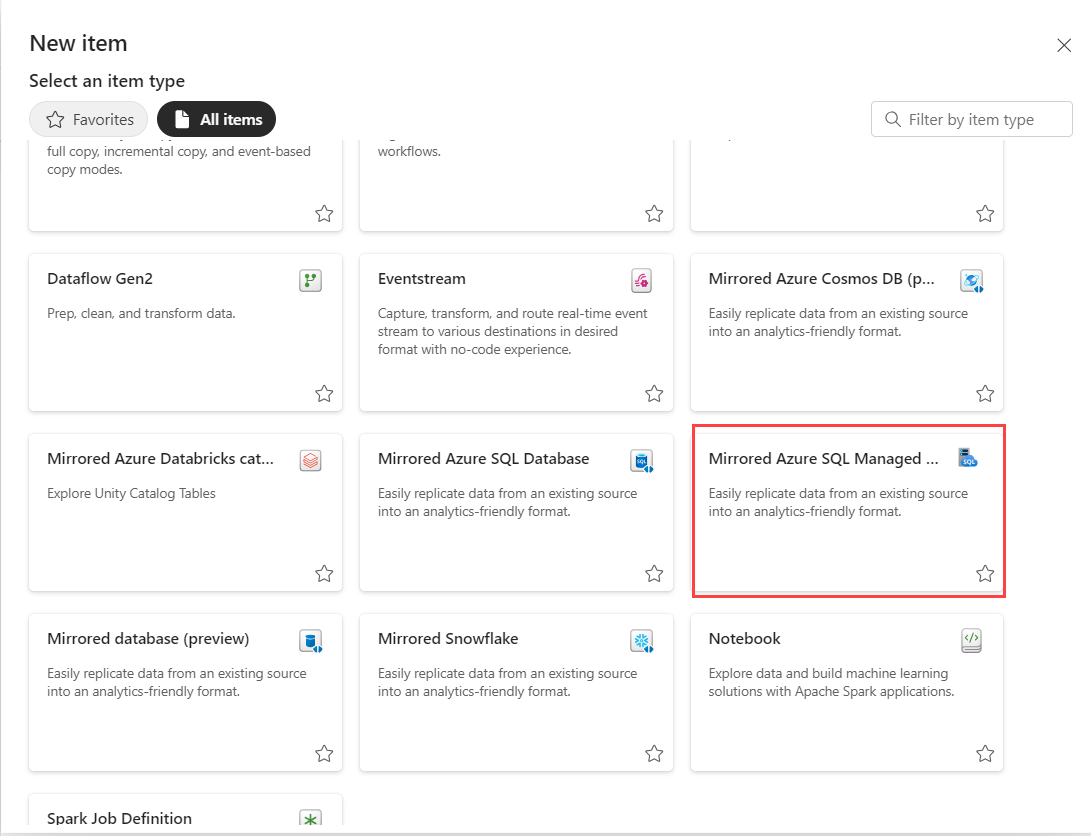 New item
Select an item type
Favorites
All items
Filter by item type
full copy, incremental copy, and event-based
copy modes.
workflows.
Dataflow Gen2
Prep, clean, and transform data.
Eventstream
Capture, transform, and route real-time event
stream to various destinations in desired
format with no-code experience.
Mirrored Azure Cosmos DB (p...
Easily replicate data from an existing source
into an analytics-friendly format.
Mirrored Azure Databricks cat...
Explore Unity Catalog Tables
Mirrored Azure SQL Database
SQL
Easily replicate data from an existing source
into an analytics-friendly format.
Mirrored Azure SQL Managed ...
SQL
Easily replicate data from an existing source
into an analytics-friendly format.
Mirrored database (preview)
Easily replicate data from an existing source
into an analytics-friendly format.
Mirrored Snowflake
Easily replicate data from an existing source
into an analytics-friendly format.
Notebook
Explore data and build machine learning
solutions with Apache Spark applications.
Spark Job Definition